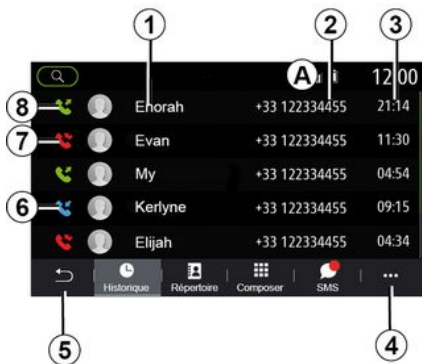 1 2 3
A 12:00
8 Enorah +33 122334455 21:14
7 Evan +33 122334455 11:30
My +33 122334455 04:54
6 Kerlyne +33 122334455 09:15
Elijah +33 122334455 04:34
Historique Répertoire Composer SMS ...
5 4